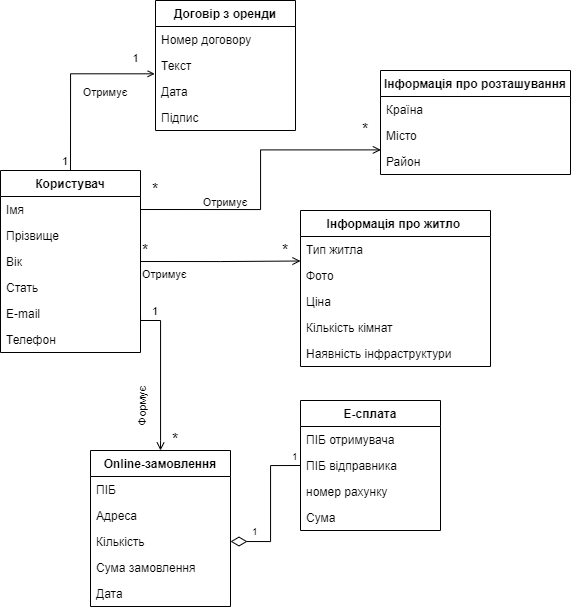 Договір з оренди
Номер договору
Текст
Дата
Підпис
1
Отримує
1
Інформація про розташування
Країна
Місто
Район
*
Користувач
Імя
Прізвище
Вік
Стать
E-mail
Телефон
*
Отримує
*
Отримує
*
Інформація про житло
Тип житла
Фото
Ціна
Кількість кімнат
Наявність інфраструктури
1
Формує
*
Online-замовлення
ПІБ
Адреса
Кількість
Сума замовлення
Дата
1
1
Е-сплата
ПІБ отримувача
ПІБ відправника
номер рахунку
Сума